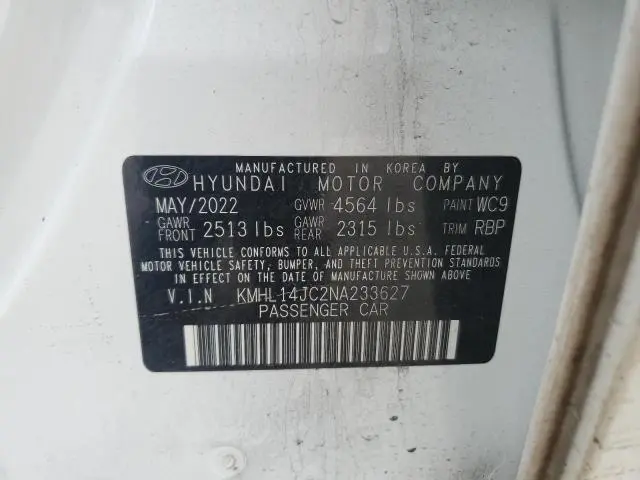 MANUFACTURED IN KOREA BY
HYUNDAI MOTOR COMPANY
MAY/2022 GVWR 4564 lbs PAINT WC9
GAWR FRONT 2513 lbs GAWR REAR 2315 lbs TRIM RBP
THIS VEHICLE CONFORMS TO ALL APPLICABLE U.S.A. FEDERAL
MOTOR VEHICLE SAFETY, BUMPER, AND THEFT PREVENTION STANDARDS
IN EFFECT ON THE DATE OF MANUFACTURE SHOWN ABOVE.
V.I.N KMHL14JC2NA233627
PASSENGER CAR